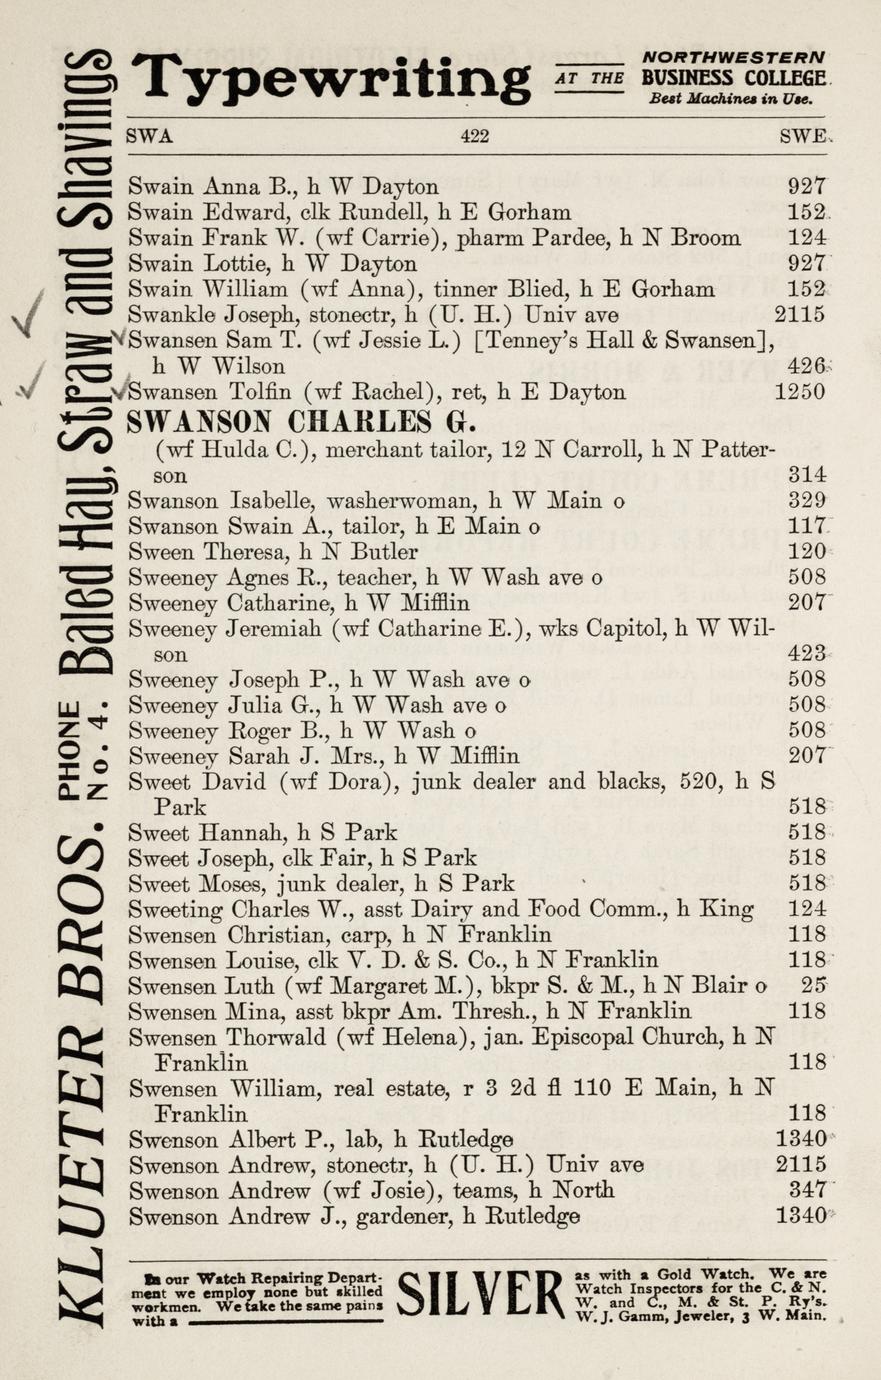 Typewriting AT THE NORTHWESTERN
BUSINESS COLLEGE.
Best Machines in Use.
SWA 422 SWE
Swain Anna B., h W Dayton 927
Swain Edward, clk Rundell, h E Gorham 152
Swain Frank W. (wf Carrie), pharm Pardee, h N Broom 124
Swain Lottie, h W Dayton 927
Swain William (wf Anna), tinner Blied, h E Gorham 152
Swankle Joseph, stonectr, h (U. H.) Univ ave 2115
Swansen Sam T. (wf Jessie L.) [Tenney's Hall & Swansen],
h W Wilson 426
Swansen Tolfin (wf Rachel), ret, h E Dayton 1250
SWANSON CHARLES G.
(wf Hulda C.), merchant tailor, 12 N Carroll, h N Patter-
son 314
Swanson Isabelle, washerwoman, h W Main o 329
Swanson Swain A., tailor, h E Main o 117
Sween Theresa, h N Butler 120
Sweeney Agnes R., teacher, h W Wash ave o 508
Sweeney Catharine, h W Mifflin 207
Sweeney Jeremiah (wf Catharine E.), wks Capitol, h W Wil-
son 423
Sweeney Joseph P., h W Wash ave o 508
Sweeney Julia G., h W Wash ave o 508
Sweeney Roger B., h W Wash o 508
Sweeney Sarah J. Mrs., h W Mifflin 207
Sweet David (wf Dora), junk dealer and blacks, 520, h S
Park 518
Sweet Hannah, h S Park 518
Sweet Joseph, clk Fair, h S Park 518
Sweet Moses, junk dealer, h S Park 518
Sweeting Charles W., asst Dairy and Food Comm., h King 124
Swensen Christian, carp, h N Franklin 118
Swensen Louise, clk V. D. & S. Co., h N Franklin 118
Swensen Luth (wf Margaret M.), bkpr S. & M., h N Blair o 25
Swensen Mina, asst bkpr Am. Thresh., h N Franklin 118
Swensen Thorwald (wf Helena), jan. Episcopal Church, h N
Franklin 118
Swensen William, real estate, r 3 2d fl 110 E Main, h N
Franklin 118
Swenson Albert P., lab, h Rutledge 1340
Swenson Andrew, stonectr, h (U. H.) Univ ave 2115
Swenson Andrew (wf Josie), teams, h North 347
Swenson Andrew J., gardener, h Rutledge 1340
In our Watch Repairing Depart-
ment we employ none but skilled
workmen. We take the same pains
with a
SILVER
as with a Gold Watch. We are
Watch Inspectors for the C. & N.
W. and C., M. & St. P. Ry's.
W. J. Gamm, Jeweler, 3 W. Main.
KLUETER BROS. PHONE No. 4. Baled Hay, Straw and Shavings